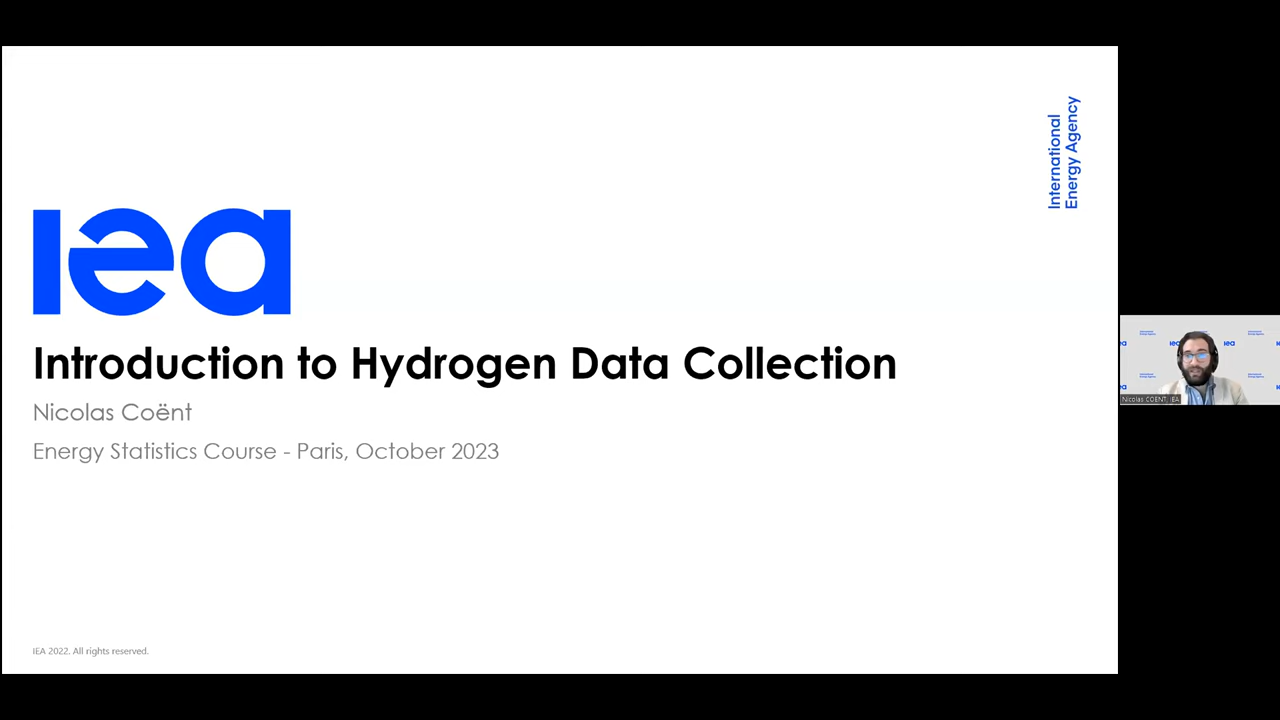 International
Energy Agency
iea
Introduction to Hydrogen Data Collection
Nicolas Coënt
Energy Statistics Course - Paris, October 2023
IEA 2022. All rights reserved.
Nicolas COENT, IEA
iea